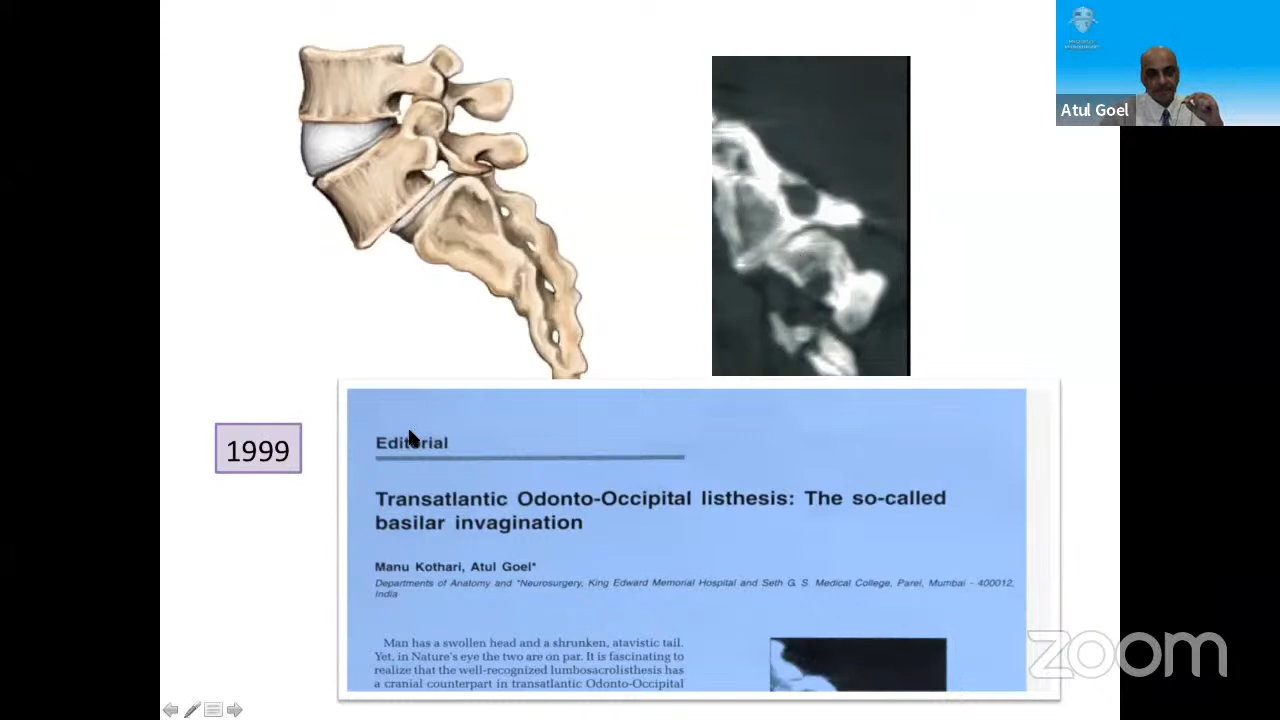 Atul Goel
1999
Editorial
Transatlantic Odonto-Occipital listhesis: The so-called
basilar invagination
Manu Kothari, Atul Goel*
Departments of Anatomy and *Neurosurgery, King Edward Memorial Hospital and Seth G. S. Medical College, Parel, Mumbai - 400012,
India
Man has a swollen head and a shrunken, atavistic tail.
Yet, in Nature's eye the two are on par. It is fascinating to
realize that the well-recognized lumbosacrolisthesis has
a cranial counterpart in transatlantic Odonto-Occipital
zoom